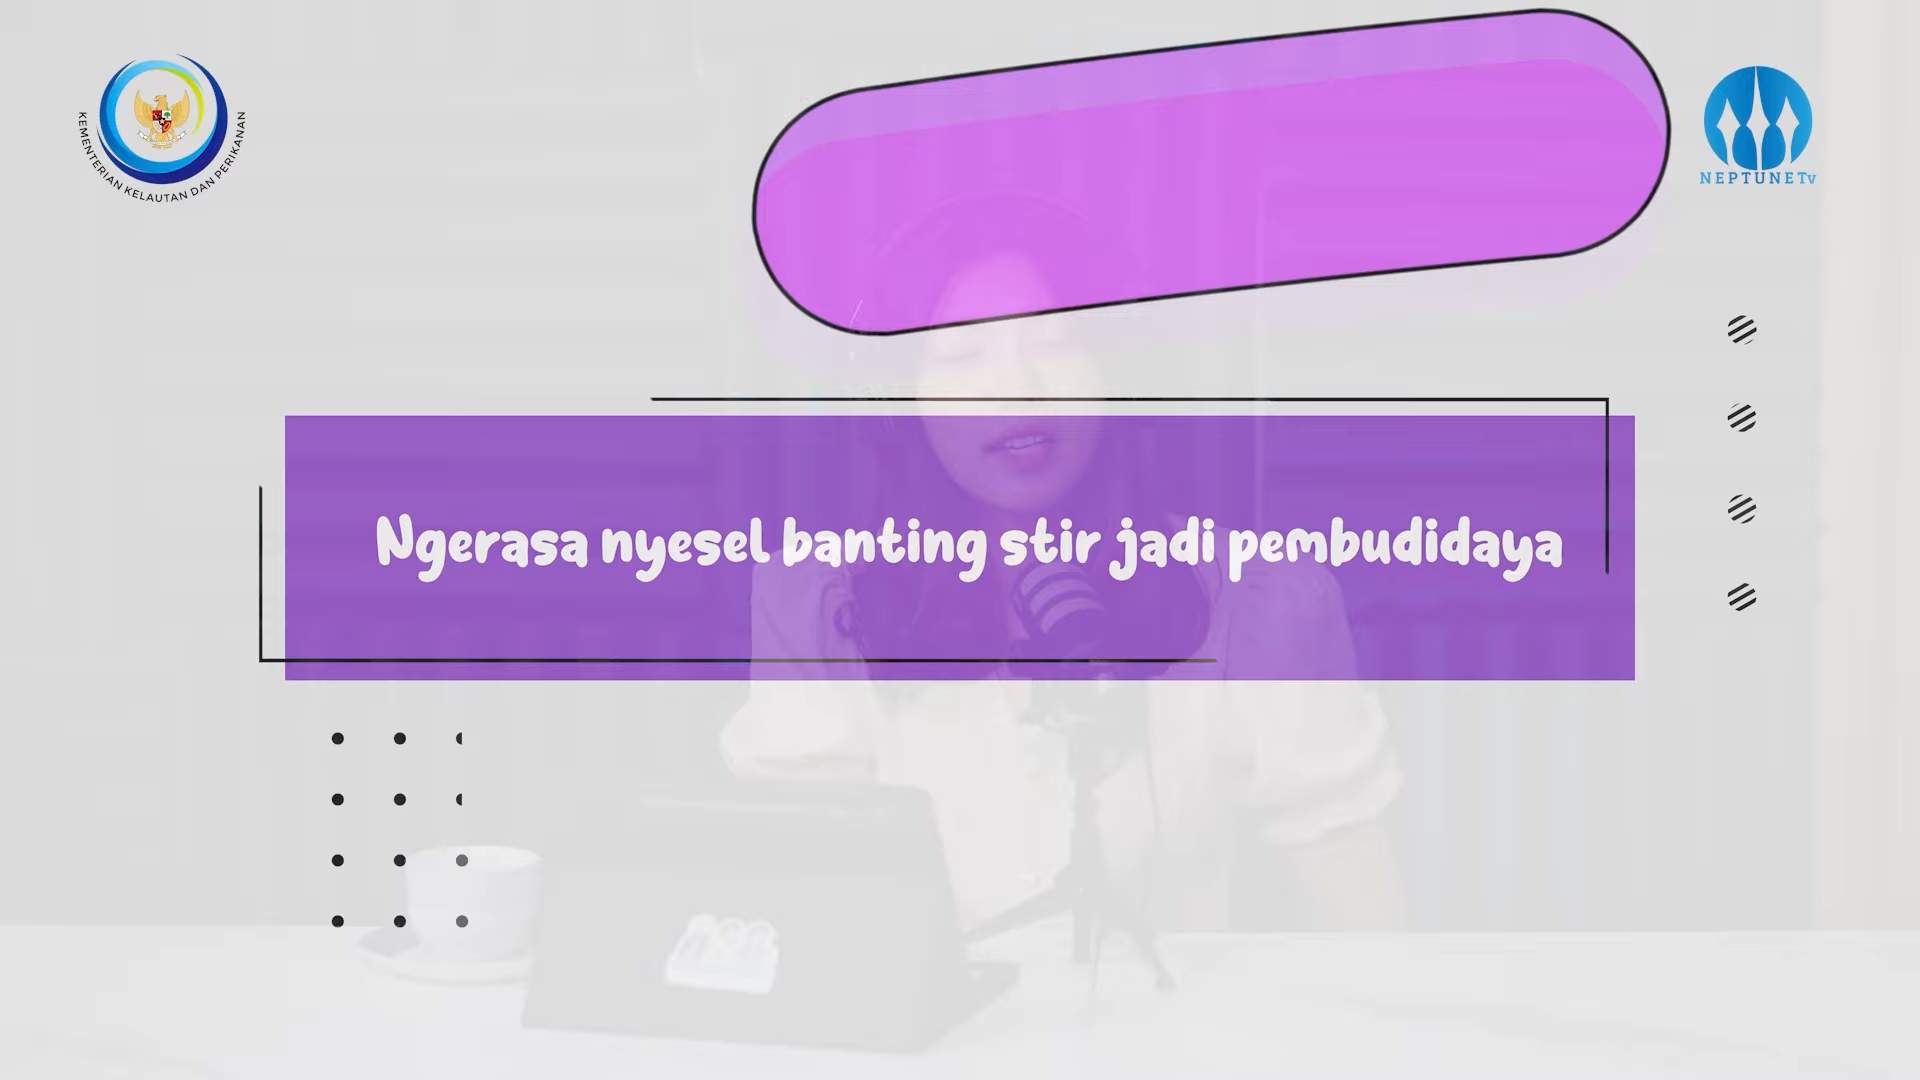 KEMENTERIAN KELAUTAN DAN PERIKANAN
NEPTUNETv
Ngerasa nyesel banting stir jadi pembudidaya